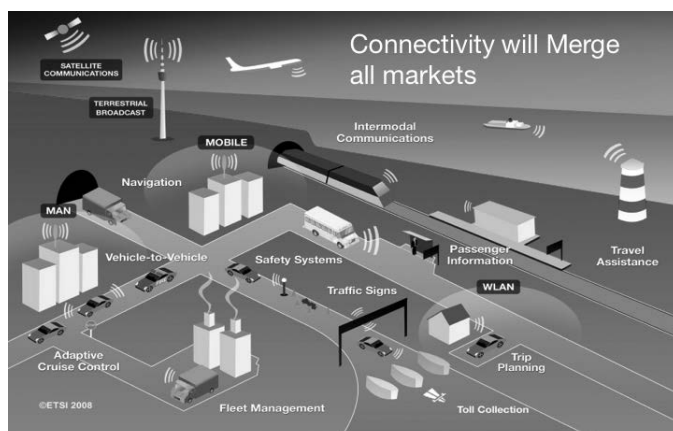 Connectivity will Merge
all markets
SATELLITE
COMMUNICATIONS
TERRESTRIAL
BROADCAST
MOBILE
Intermodal
Communications
Navigation
MAN
Vehicle-to-Vehicle
Safety Systems
Passenger
Information
Travel
Assistance
Traffic Signs
WLAN
Adaptive
Cruise Control
Trip
Planning
Fleet Management
Toll Collection
©ETSI 2008